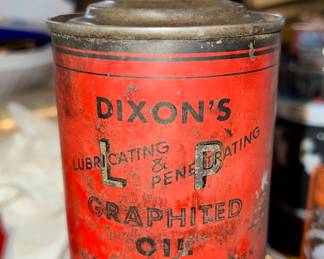 DIXON'S
L P
LUBRICATING & PENETRATING
GRAPHITED
OIL